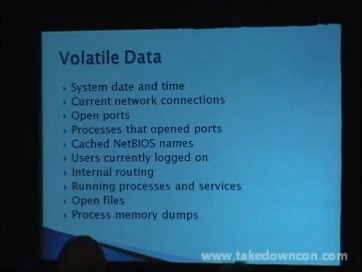 Volatile Data
System date and time
Current network connections
Open ports
Processes that opened ports
Cached NetBIOS names
Users currently logged on
Internal routing
Running processes and services
Open files
Process memory dumps
www.takedowncon.com